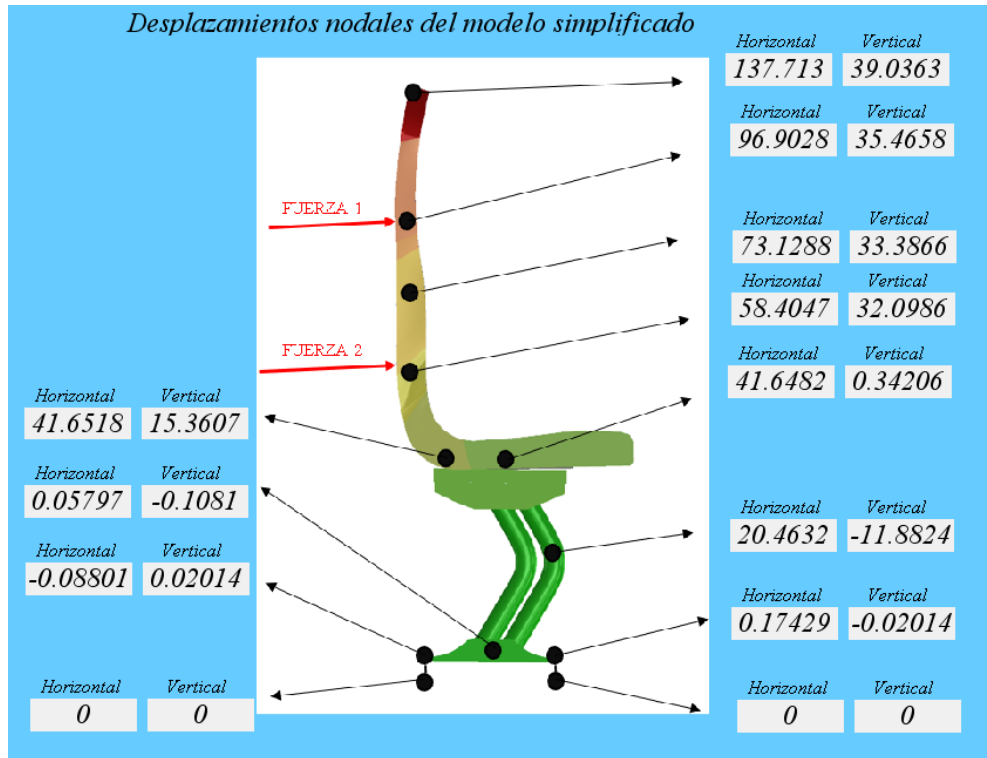 Desplazamientos nodales del modelo simplificado
Horizontal Vertical
137.713 39.0363
Horizontal Vertical
96.9028 35.4658
FUERZA 1
Horizontal Vertical
73.1288 33.3866
Horizontal Vertical
58.4047 32.0986
FUERZA 2
Horizontal Vertical
41.6482 0.34206
Horizontal Vertical
41.6518 15.3607
Horizontal Vertical
0.05797 -0.1081
Horizontal Vertical
20.4632 -11.8824
Horizontal Vertical
-0.08801 0.02014
Horizontal Vertical
0.17429 -0.02014
Horizontal Vertical
0 0
Horizontal Vertical
0 0